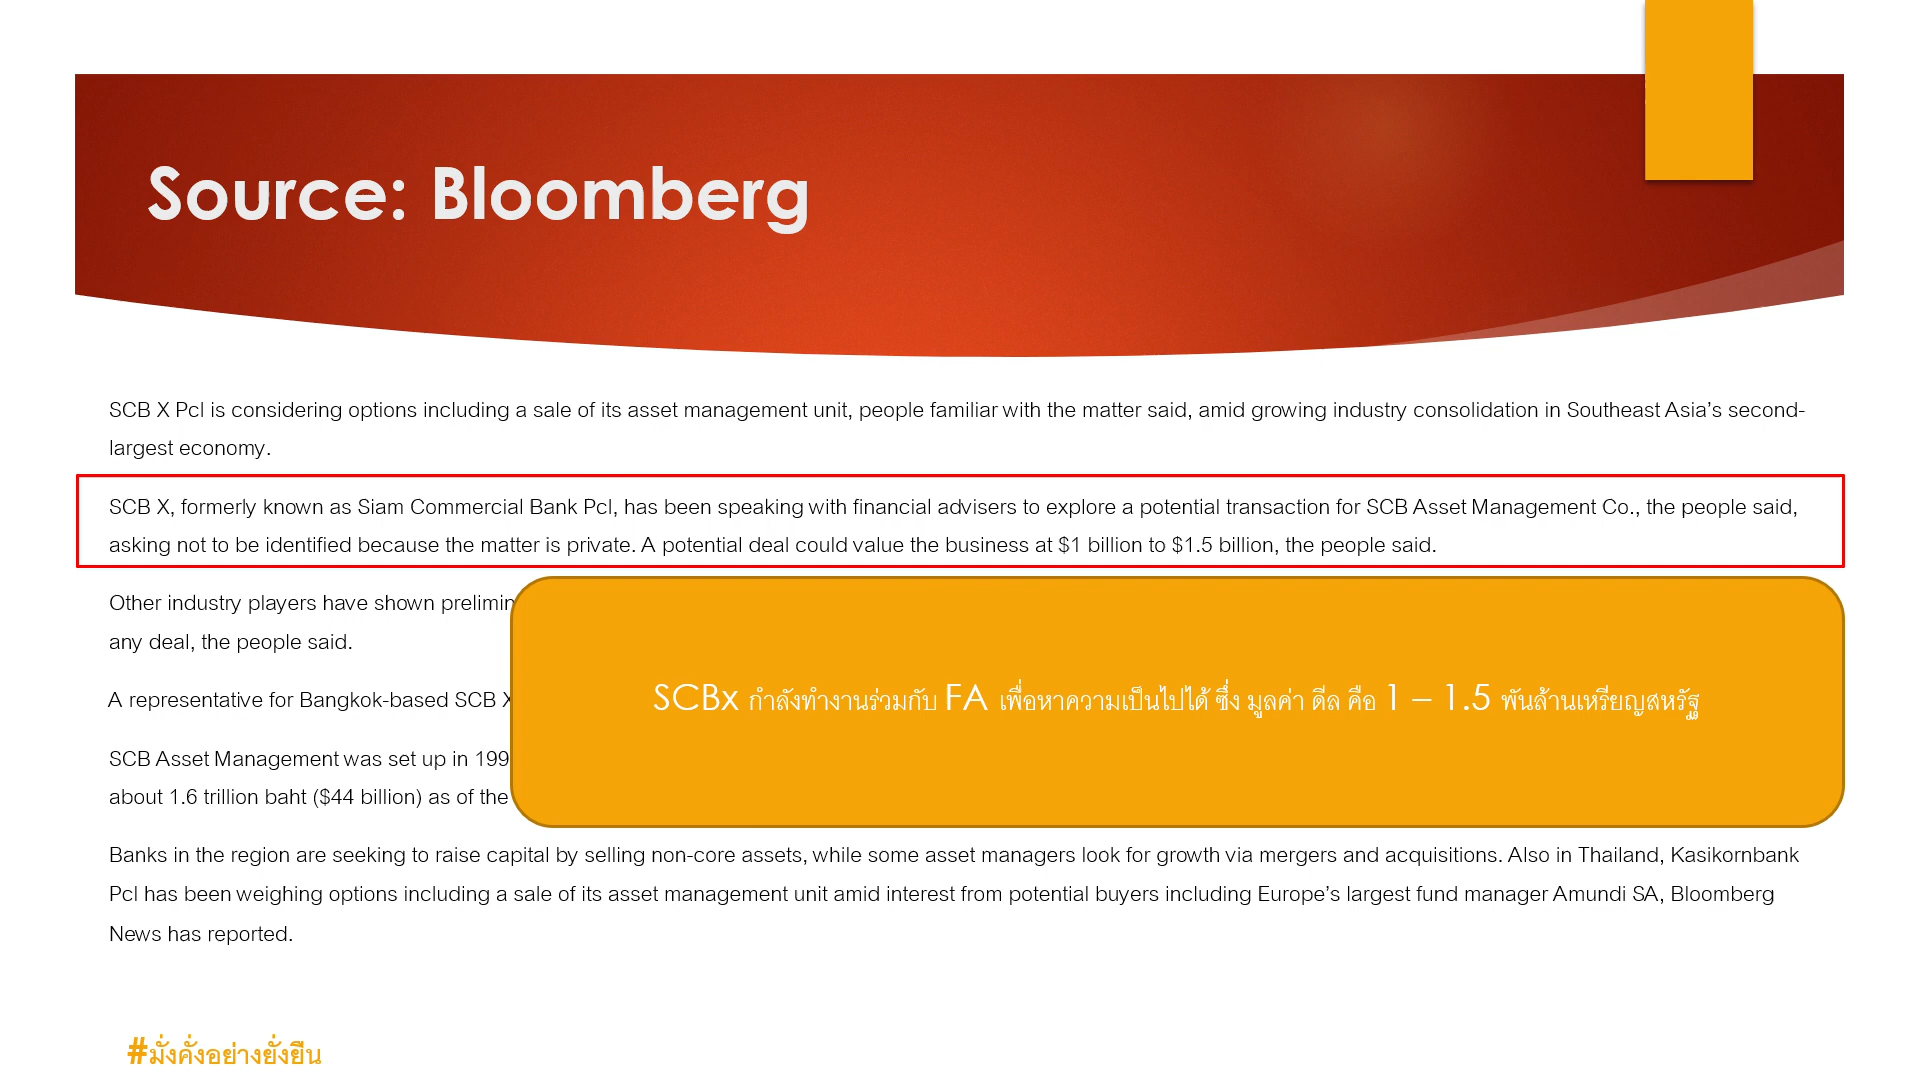 Source: Bloomberg
SCB X Pcl is considering options including a sale of its asset management unit, people familiar with the matter said, amid growing industry consolidation in Southeast Asia’s second-
largest economy.
SCB X, formerly known as Siam Commercial Bank Pcl, has been speaking with financial advisers to explore a potential transaction for SCB Asset Management Co., the people said,
asking not to be identified because the matter is private. A potential deal could value the business at $1 billion to $1.5 billion, the people said.
Other industry players have shown
any deal, the people said.
A representative for Bangkok-based SCB X
SCBx กำลังทำงานร่วมกับ FA เพื่อหาความเป็นไปได้ ซึ่ง มูลค่า ดีล คือ 1 – 1.5 พันล้านเหรียญสหรัฐ
SCB Asset Management was set up in
about 1.6 trillion baht ($44 billion) as of the
Banks in the region are seeking to raise capital by selling non-core assets, while some asset managers look for growth via mergers and acquisitions. Also in Thailand, Kasikornbank
Pcl has been weighing options including a sale of its asset management unit amid interest from potential buyers including Europe’s largest fund manager Amundi SA, Bloomberg
News has reported.
#มั่งคั่งอย่างยั่งยืน